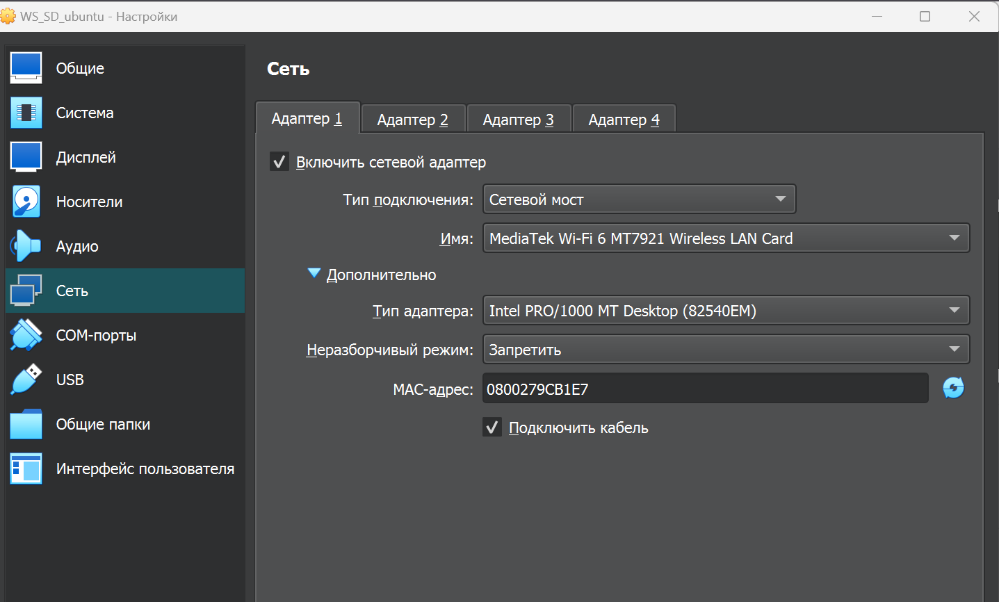 WS_SD_ubuntu - Настройки
Общие
Система
Дисплей
Носители
Аудио
Сеть
COM-порты
USB
Общие папки
Интерфейс пользователя
Сеть
Адаптер 1 Адаптер 2 Адаптер 3 Адаптер 4
Включить сетевой адаптер
Тип подключения: Сетевой мост
Имя: MediaTek Wi-Fi 6 MT7921 Wireless LAN Card
Дополнительно
Тип адаптера: Intel PRO/1000 MT Desktop (82540EM)
Неразборчивый режим: Запретить
MAC-адрес: 0800279CB1E7
Подключить кабель